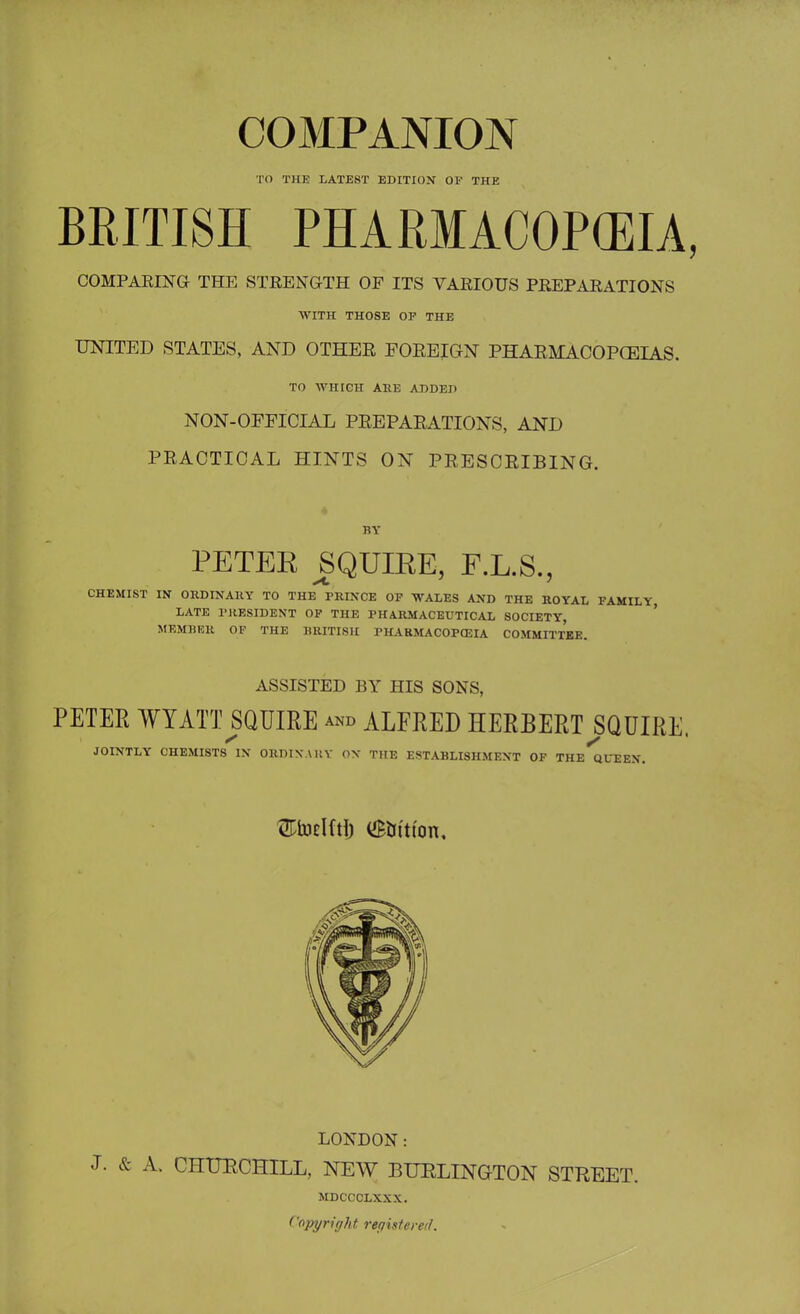 COMPANION
TO THE LATEST EDITION OF THE
BRITISH PHARMACOPŒIA,
COMPARING THE STRENGTH OF ITS VARIOUS PREPARATIONS
WITH THOSE OF THE
UNITED STATES, AND OTHER FOREIGN PHARMACOPŒIAS.
TO WHICH ARE ADDED
NON-OFFICIAL PREPARATIONS, AND
PRACTICAL HINTS ON PRESCRIBING.
BY
PETER SQUIRE, F.L.S.,
CHEMIST IN ORDINARY TO THE PRINCE OF WALES AND THE ROYAL FAMILY,
LATE PRESIDENT OF THE PHARMACEUTICAL SOCIETY,
MEMBER OF THE BRITISH PHARMACOPŒIA COMMITTEE.
ASSISTED BY HIS SONS,
PETER WYATT SQUIRE AND ALFRED HERBERT SQUIRE,
JOINTLY CHEMISTS IN ORDINARY ON THE ESTABLISHMENT OF THE QUEEN.
Twelfth Edition.
MEDICINÆ LITERIS
LONDON:
J. & A. CHURCHILL, NEW BURLINGTON STREET.
MDCCCLXXX.
Copyright registered.